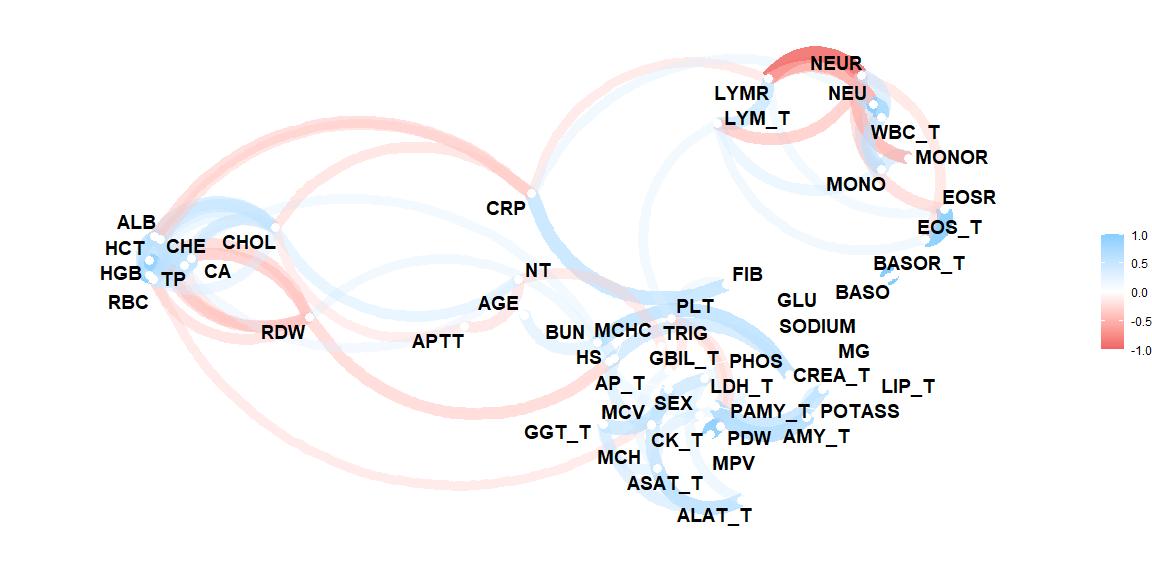 NEUR
LYMR
NEU
LYM_T
WBC_T
MONOR
MONO
EOSR
CRP
ALB
EOS_T
HCT
CHE
CHOL
HGB
TP
CA
BASOR_T
NT
FIB
RBC
AGE
PLT
GLU
BASO
RDW
APTT
BUN
MCHC
TRIG
SODIUM
HS
GBIL_T
PHOS
MG
AP_T
LDH_T
CREA_T
LIP_T
MCV
SEX
PAMY_T
POTASS
GGT_T
CK_T
PDW
AMY_T
MCH
MPV
ASAT_T
ALAT_T
1.0
0.5
0.0
-0.5
-1.0